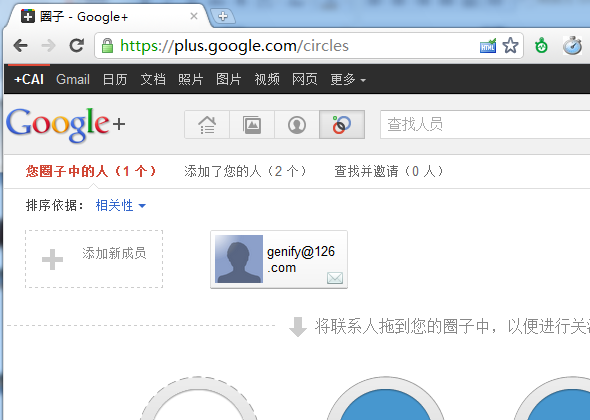 圈子 - Google+
https://plus.google.com/circles
+CAI Gmail 日历 文档 照片 图片 视频 网页 更多
Google+
查找人员
您圈子中的人（1 个） 添加了您的人（2 个） 查找并邀请（0 人）
排序依据： 相关性
添加新成员
genify@126
.com
将联系人拖到您的圈子中，以便进行关